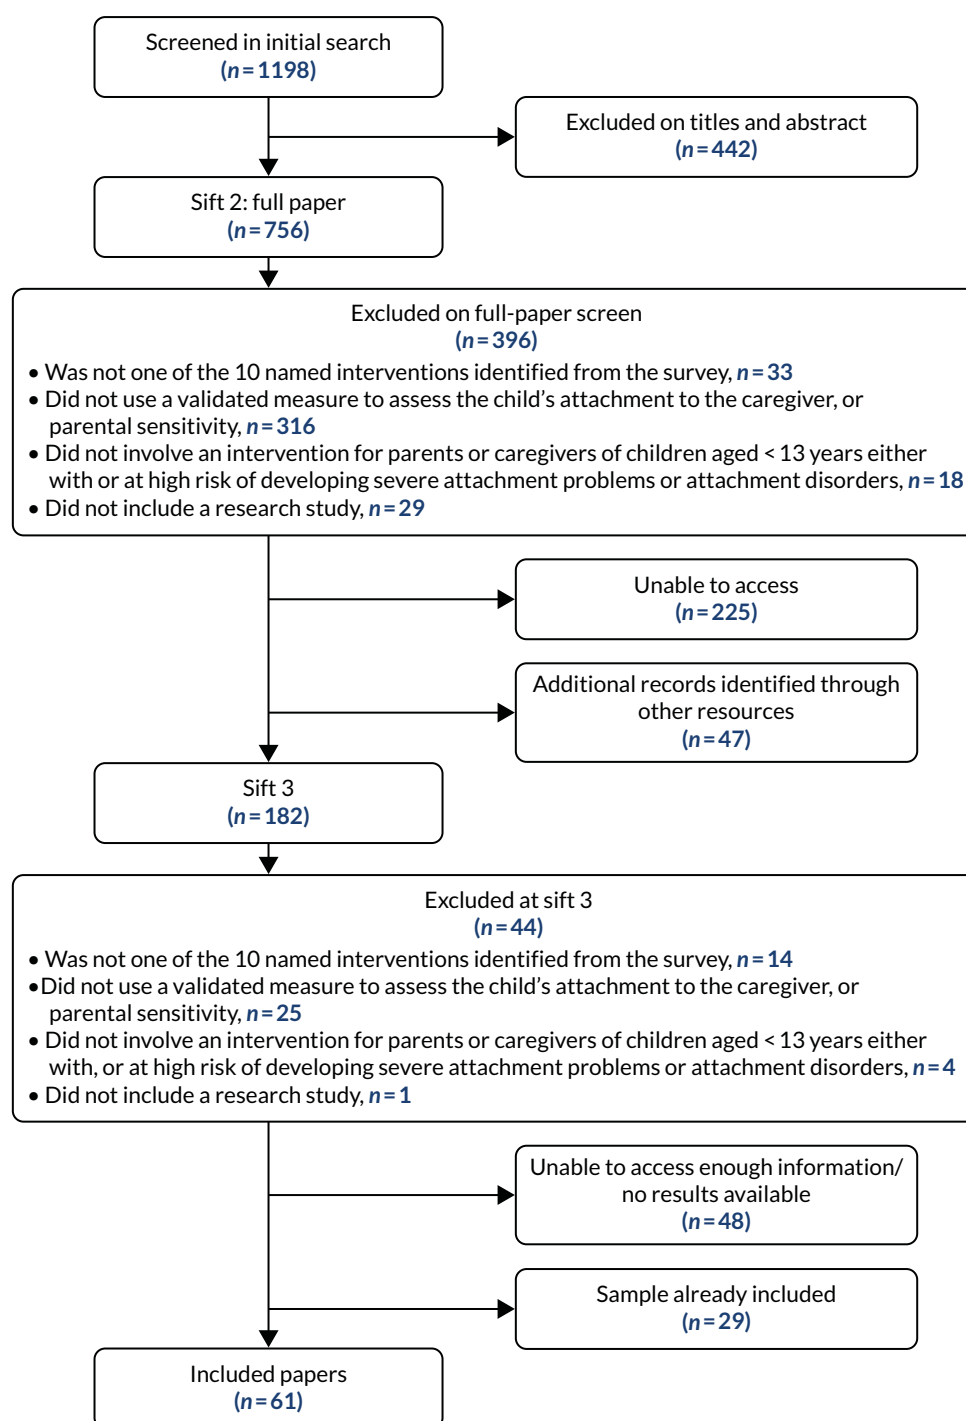 Screened in initial search
(n=1198)
Excluded on titles and abstract
(n=442)
Sift 2: full paper
(n=756)
Excluded on full-paper screen
(n=396)
• Was not one of the 10 named interventions identified from the survey, n=33
• Did not use a validated measure to assess the child’s attachment to the caregiver, or
parental sensitivity, n=316
• Did not involve an intervention for parents or caregivers of children aged < 13 years either
with or at high risk of developing severe attachment problems or attachment disorders, n=18
• Did not include a research study, n=29
Unable to access
(n=225)
Additional records identified through
other resources
(n=47)
Sift 3
(n=182)
Excluded at sift 3
(n=44)
• Was not one of the 10 named interventions identified from the survey, n=14
•Did not use a validated measure to assess the child’s attachment to the caregiver, or
parental sensitivity, n=25
• Did not involve an intervention for parents or caregivers of children aged < 13 years either
with, or at high risk of developing severe attachment problems or attachment disorders, n=4
• Did not include a research study, n=1
Unable to access enough information/
no results available
(n=48)
Sample already included
(n=29)
Included papers
(n=61)